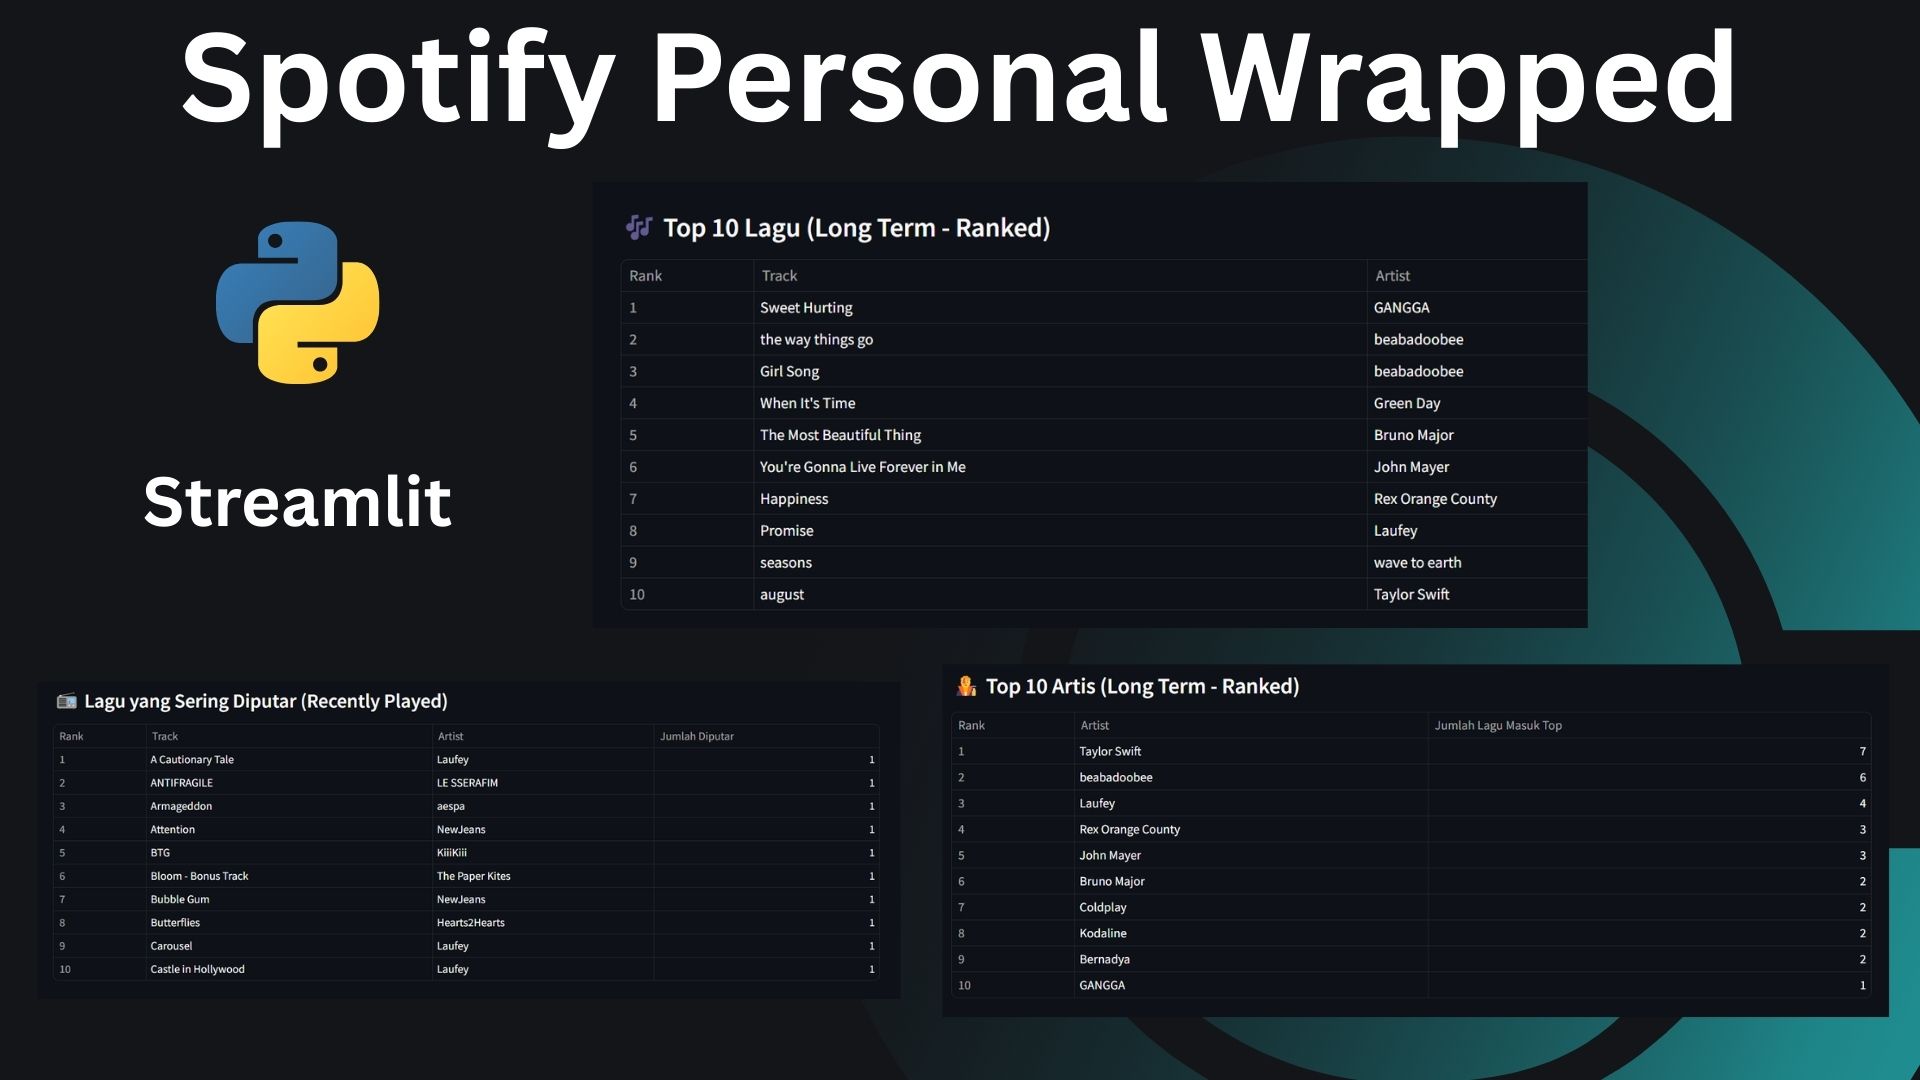 Spotify Personal Wrapped
Streamlit
Top 10 Lagu (Long Term - Ranked)
Rank Track Artist
1 Sweet Hurting GANGGA
2 the way things go beabadoobee
3 Girl Song beabadoobee
4 When It's Time Green Day
5 The Most Beautiful Thing Bruno Major
6 You're Gonna Live Forever in Me John Mayer
7 Happiness Rex Orange County
8 Promise Laufey
9 seasons wave to earth
10 august Taylor Swift
Lagu yang Sering Diputar (Recently Played)
Rank Track Artist Jumlah Diputar
1 A Cautionary Tale Laufey 1
2 ANTIFRAGILE LE SSERAFIM 1
3 Armageddon aespa 1
4 Attention NewJeans 1
5 BTG KiiiKiii 1
6 Bloom - Bonus Track The Paper Kites 1
7 Bubble Gum NewJeans 1
8 Butterflies Hearts2Hearts 1
9 Carousel Laufey 1
10 Castle in Hollywood Laufey 1
Top 10 Artis (Long Term - Ranked)
Rank Artist Jumlah Lagu Masuk Top
1 Taylor Swift 7
2 beabadoobee 6
3 Laufey 4
4 Rex Orange County 3
5 John Mayer 3
6 Bruno Major 2
7 Coldplay 2
8 Kodaline 2
9 Bernadya 2
10 GANGGA 1